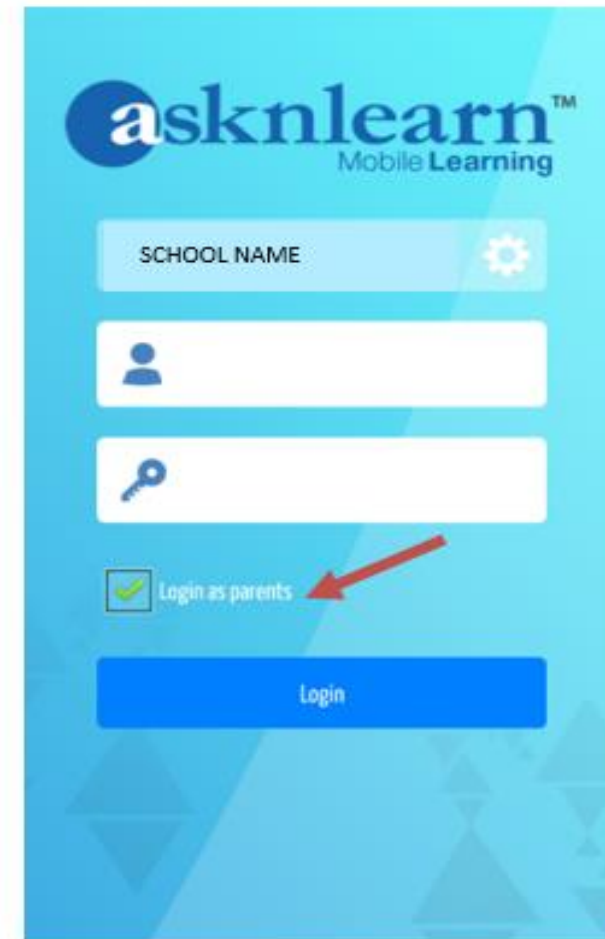 asknlearn™
Mobile Learning
SCHOOL NAME
Login as parents
Login